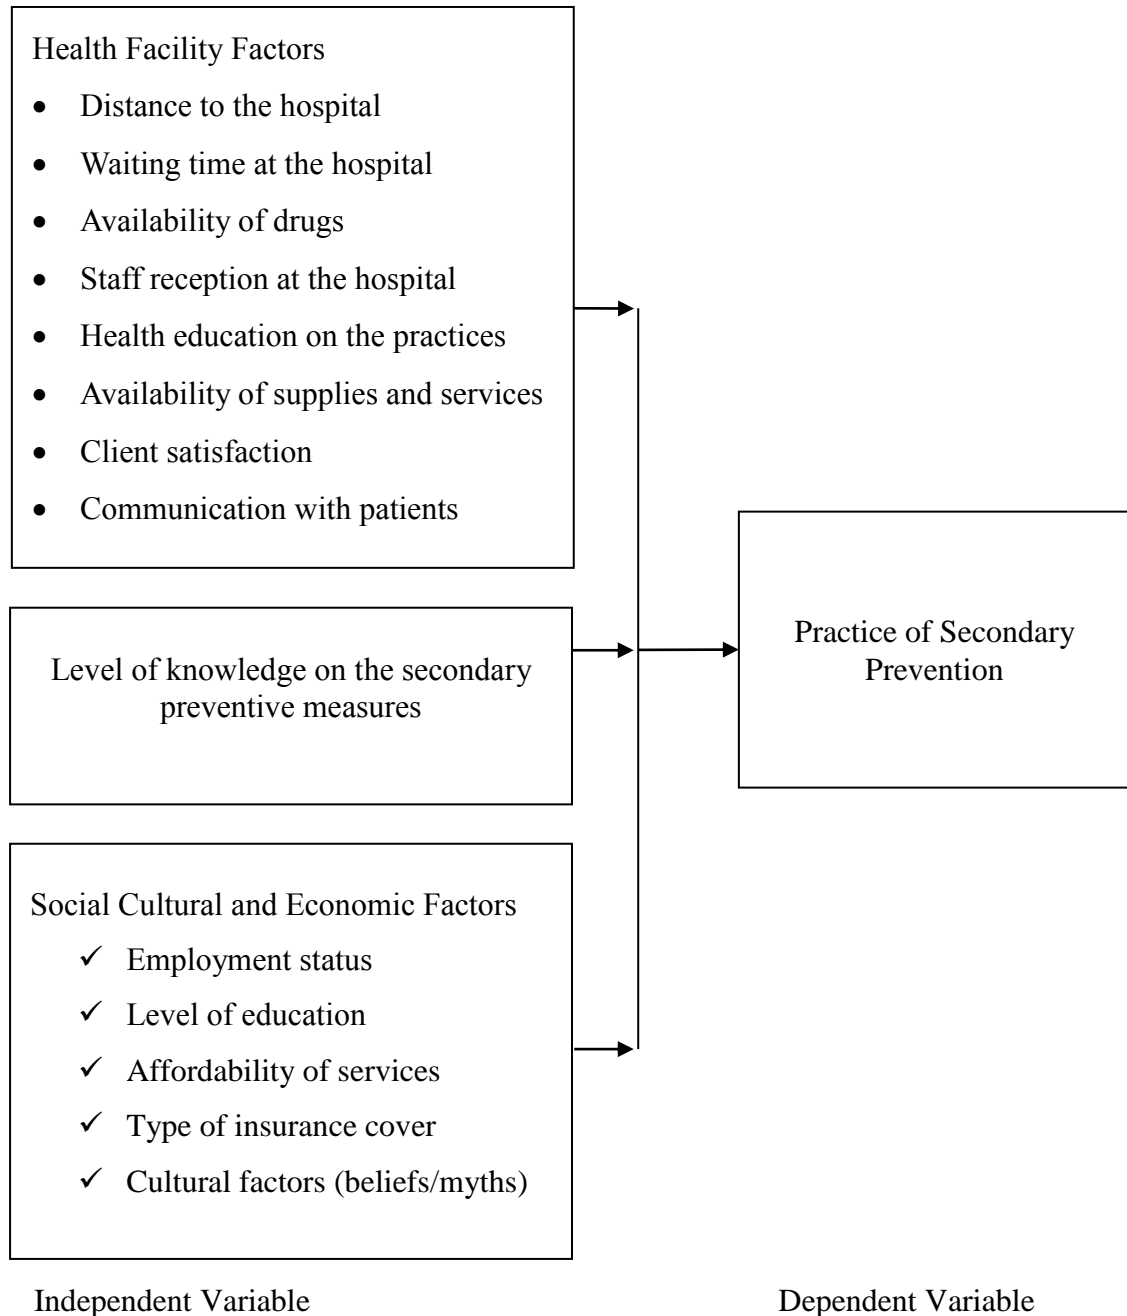 Health Facility Factors
• Distance to the hospital
• Waiting time at the hospital
• Availability of drugs
• Staff reception at the hospital
• Health education on the practices
• Availability of supplies and services
• Client satisfaction
• Communication with patients
Level of knowledge on the secondary
preventive measures
Social Cultural and Economic Factors
✓ Employment status
✓ Level of education
✓ Affordability of services
✓ Type of insurance cover
✓ Cultural factors (beliefs/myths)
Practice of Secondary
Prevention
Independent Variable
Dependent Variable